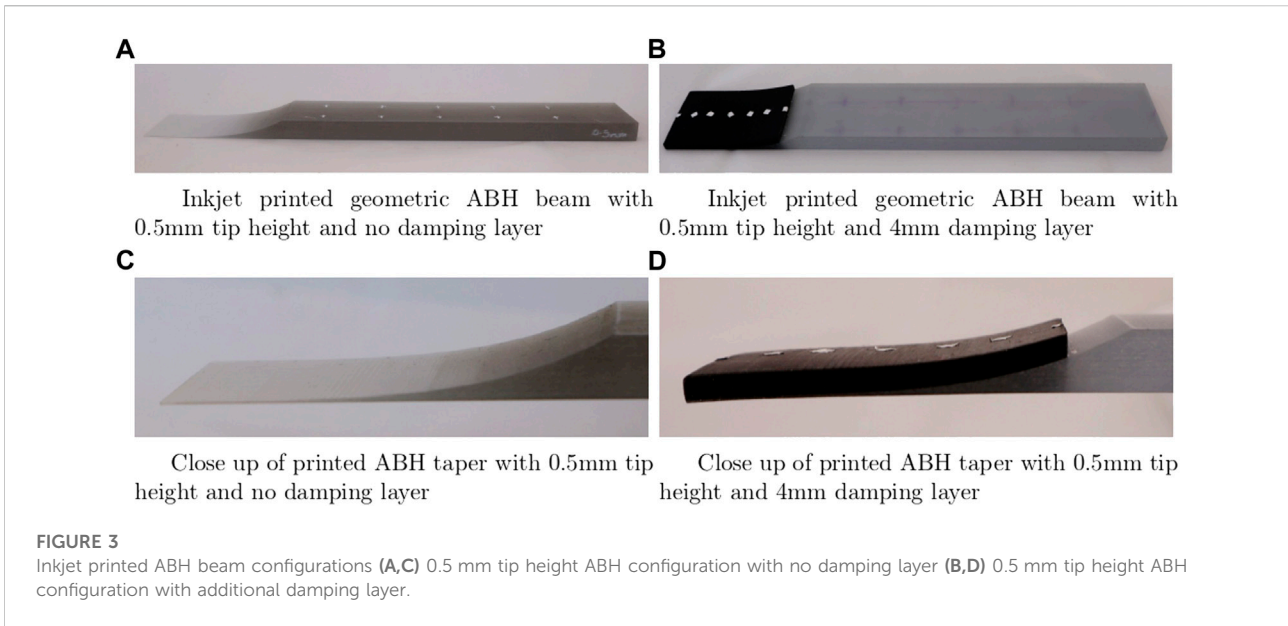 A
B
Inkjet printed geometric ABH beam with
0.5mm tip height and no damping layer
Inkjet printed geometric ABH beam with
0.5mm tip height and 4mm damping layer
C
D
Close up of printed ABH taper with 0.5mm tip
height and no damping layer
Close up of printed ABH taper with 0.5mm tip
height and 4mm damping layer
FIGURE 3
Inkjet printed ABH beam configurations (A,C) 0.5 mm tip height ABH configuration with no damping layer (B,D) 0.5 mm tip height ABH
configuration with additional damping layer.